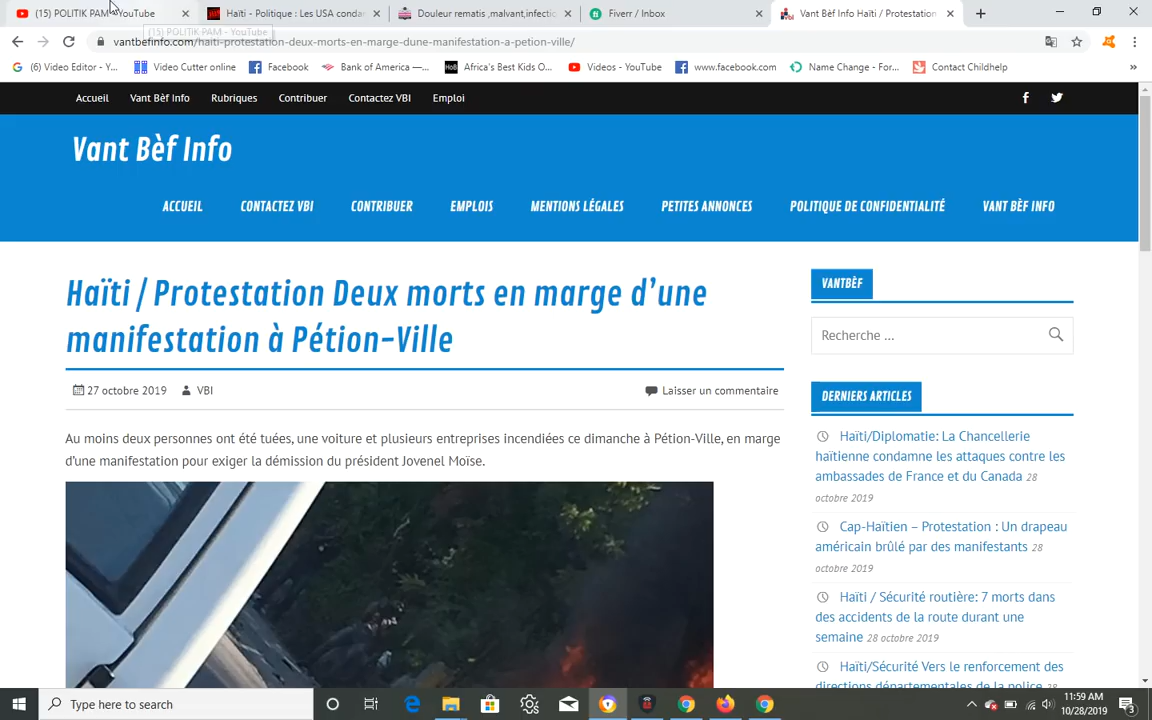 (15) POLITIK PAM - YouTube
Haïti - Politique : Les USA condan
Douleur rematis ,malvant,infectio
Fiverr / Inbox
Vant Bèf Info Haïti / Protestation
(15) POLITIK PAM - YouTube
vantbefinfo.com/haiti-protestation-deux-morts-en-marge-dune-manifestation-a-petion-ville/
(6) Video Editor - Y...
Video Cutter online
Facebook
Bank of America —...
Africa's Best Kids O...
Videos - YouTube
www.facebook.com
Name Change - For...
Contact Childhelp
»
Accueil
Vant Bèf Info
Rubriques
Contribuer
Contactez VBI
Emploi
Vant Bèf Info
ACCUEIL
CONTACTEZ VBI
CONTRIBUER
EMPLOIS
MENTIONS LÉGALES
PETITES ANNONCES
POLITIQUE DE CONFIDENTIALITÉ
VANT BÈF INFO
Haïti / Protestation Deux morts en marge d’une
manifestation à Pétion-Ville
27 octobre 2019
VBI
Laisser un commentaire
Au moins deux personnes ont été tuées, une voiture et plusieurs entreprises incendiées ce dimanche à Pétion-Ville, en marge
d’une manifestation pour exiger la démission du président Jovenel Moïse.
VANTBÈF
Recherche …
DERNIERS ARTICLES
Haïti/Diplomatie: La Chancellerie
haïtienne condamne les attaques contre les
ambassades de France et du Canada 28
octobre 2019
Cap-Haïtien – Protestation : Un drapeau
américain brûlé par des manifestants 28
octobre 2019
Haïti / Sécurité routière: 7 morts dans
des accidents de la route durant une
semaine 28 octobre 2019
Haïti/Sécurité Vers le renforcement des
directions départementales de la police 28
Type here to search
11:59 AM
10/28/2019
3